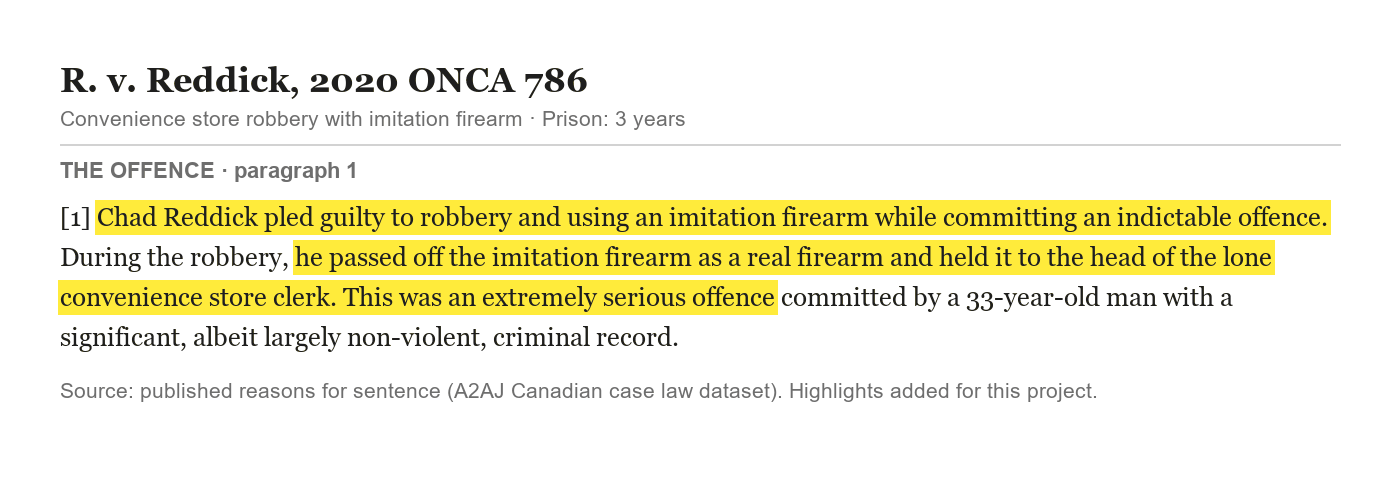 R. v. Reddick, 2020 ONCA 786
Convenience store robbery with imitation firearm · Prison: 3 years
THE OFFENCE · paragraph 1
[1] Chad Reddick pled guilty to robbery and using an imitation firearm while committing an indictable offence.
During the robbery, he passed off the imitation firearm as a real firearm and held it to the head of the lone
convenience store clerk. This was an extremely serious offence committed by a 33-year-old man with a
significant, albeit largely non-violent, criminal record.
Source: published reasons for sentence (A2AJ Canadian case law dataset). Highlights added for this project.